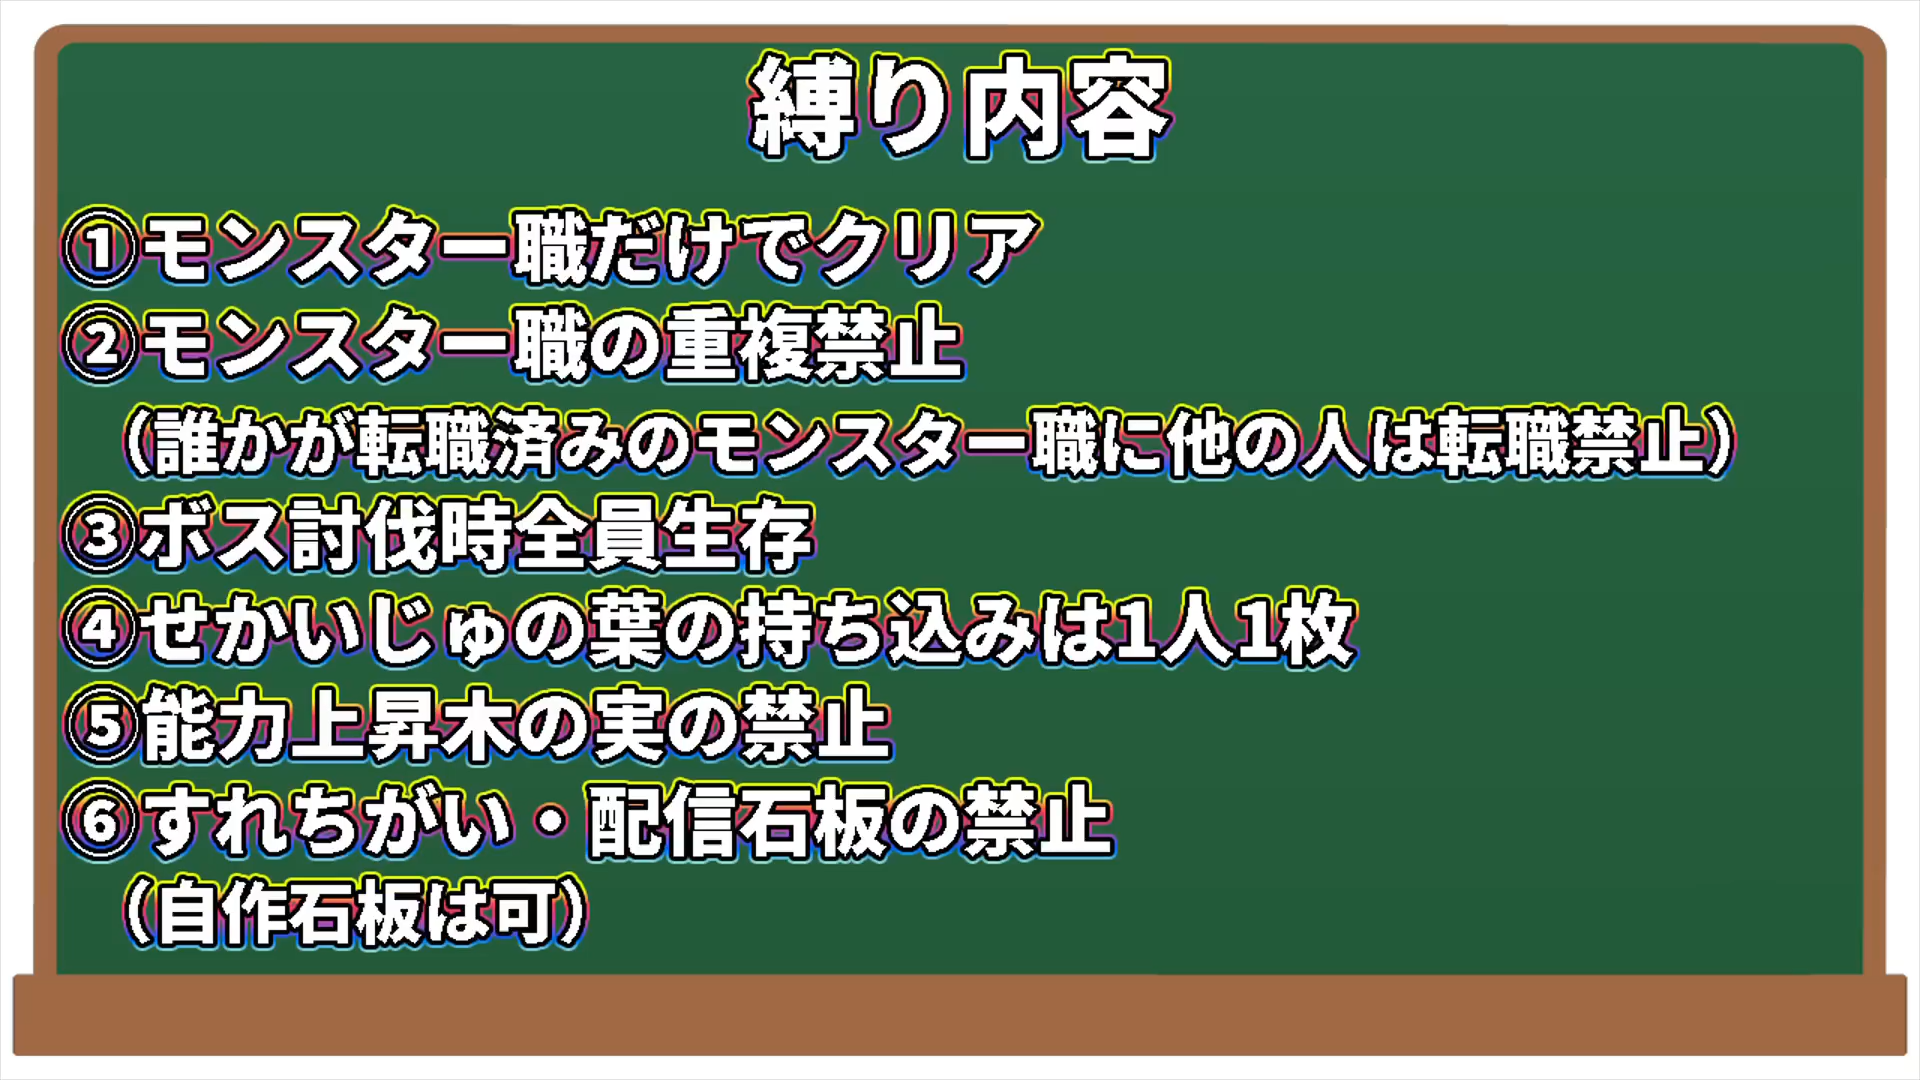 縛り内容
①モンスター職だけでクリア
②モンスター職の重複禁止
（誰かが転職済みのモンスター職に他の人は転職禁止）
③ボス討伐時全員生存
④せかいじゅの葉の持ち込みは1人1枚
⑤能力上昇木の実の禁止
⑥すれちがい・配信石板の禁止
（自作石板は可）